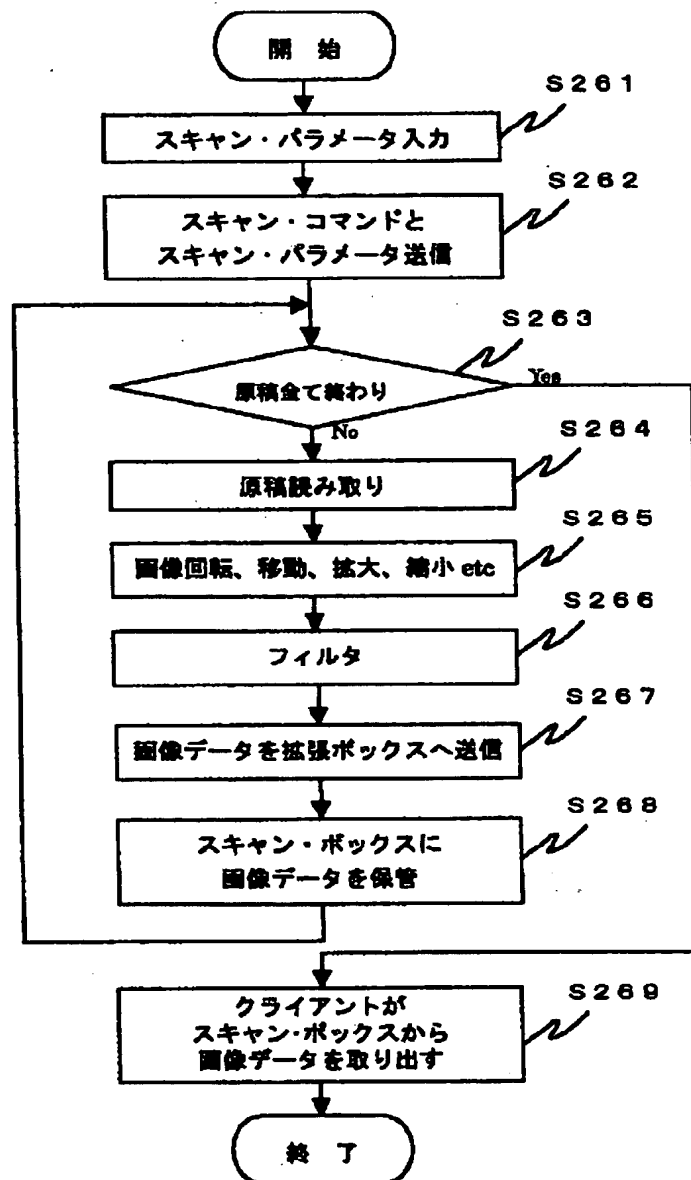 開 始
S261
スキャン・パラメータ入力
S262
スキャン・コマンドと
スキャン・パラメータ送信
S263
原稿全て終わり
Yes
No
S264
原稿読み取り
S265
画像回転、移動、拡大、縮小 etc
S266
フィルタ
S267
画像データを拡張ボックスへ送信
S268
スキャン・ボックスに
画像データを保管
S269
クライアントが
スキャン・ボックスから
画像データを取り出す
終 了